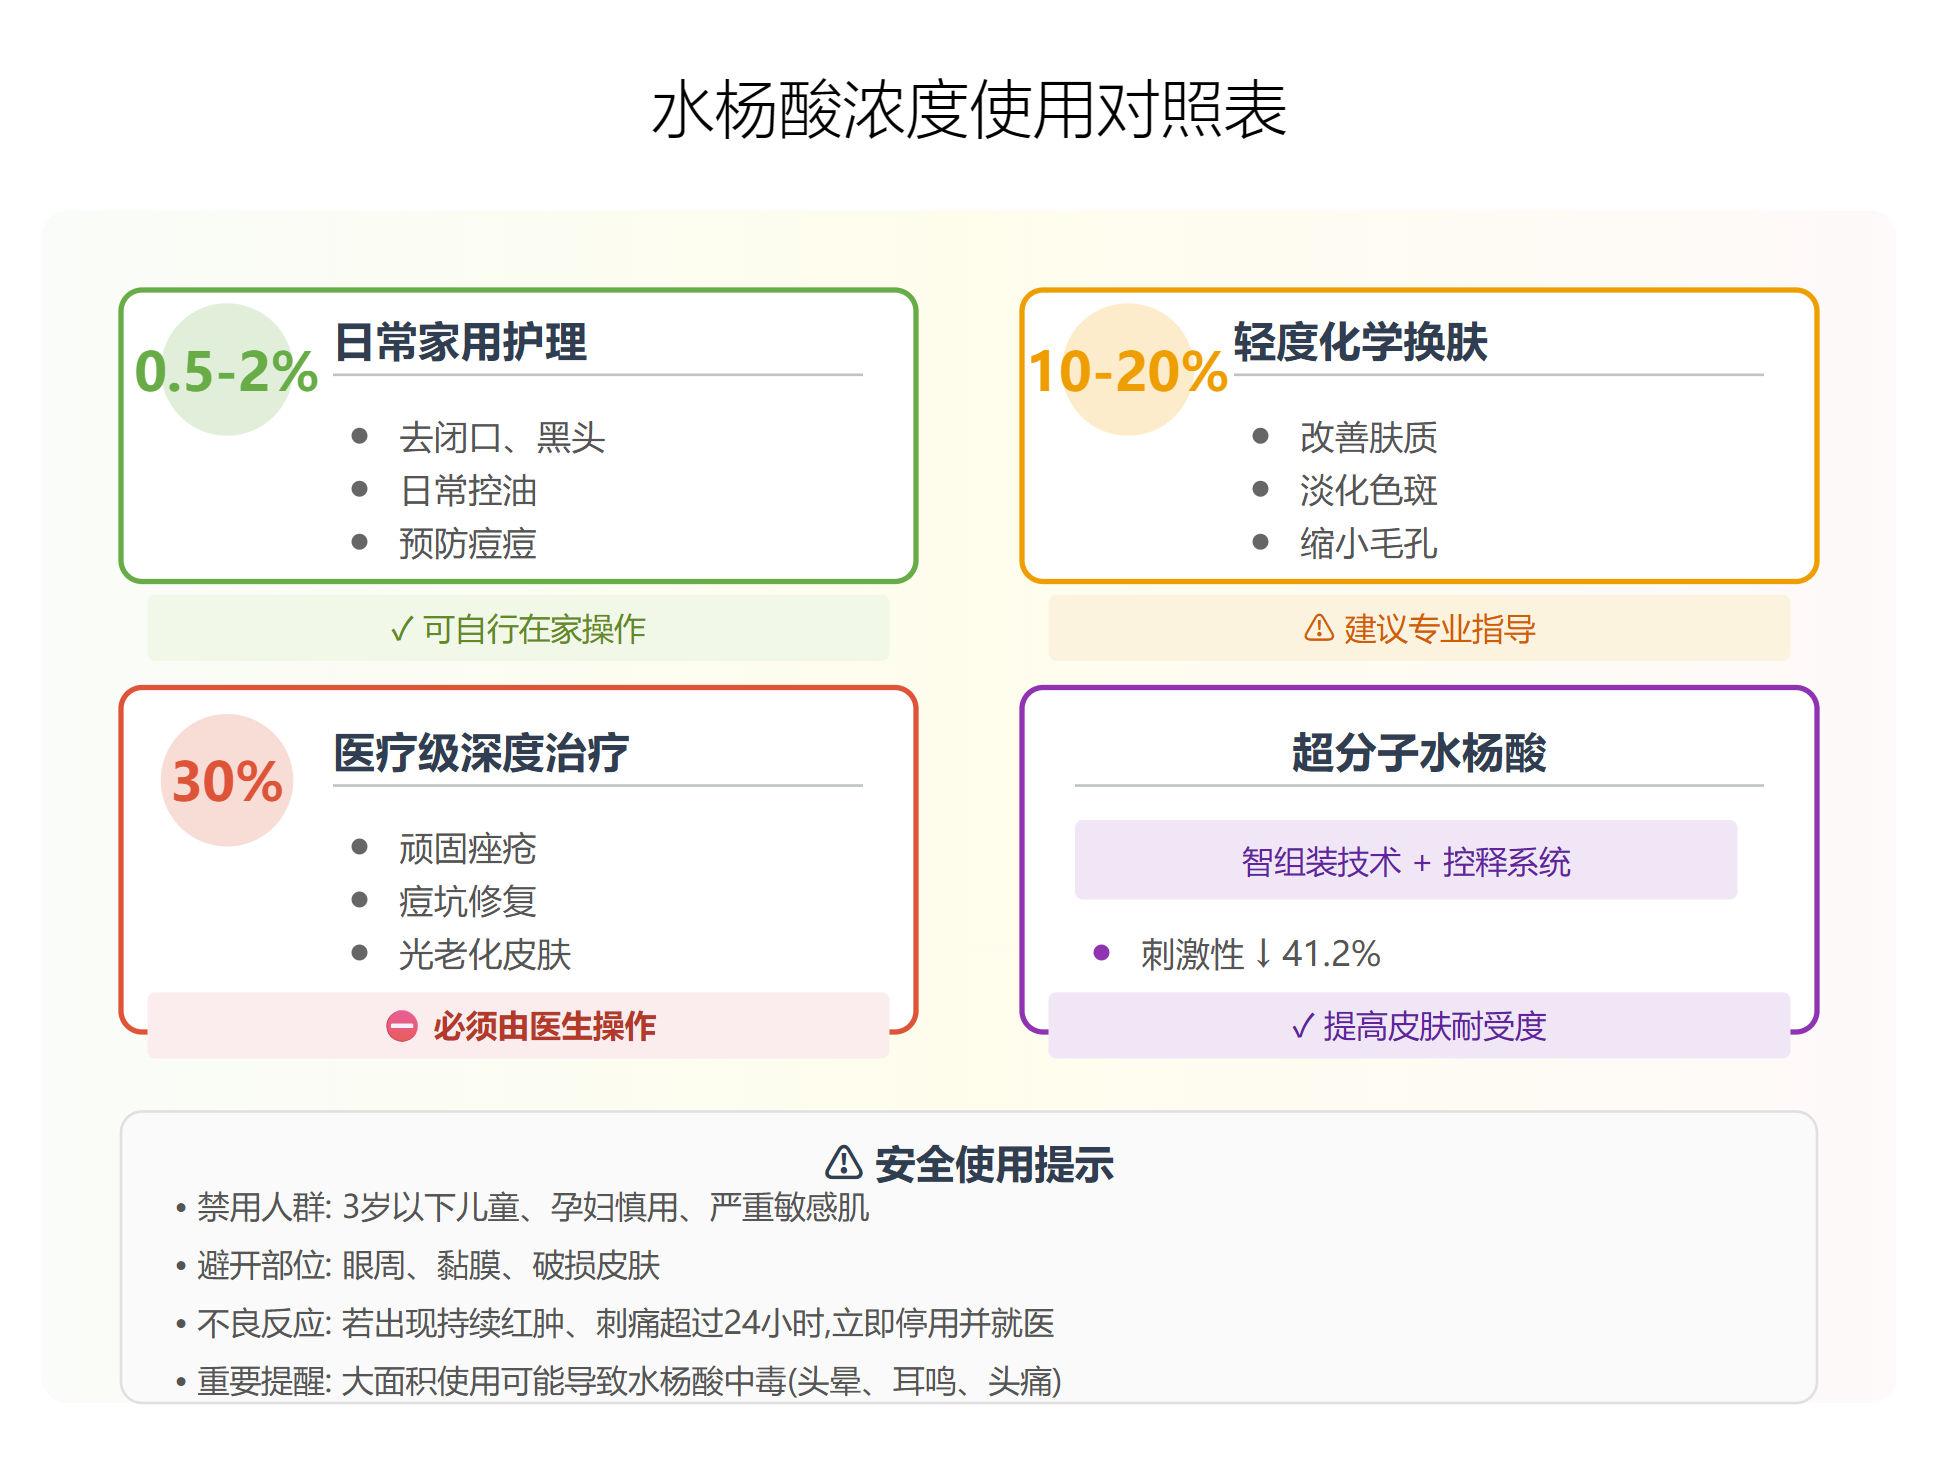 水杨酸浓度使用对照表
0.5-2%
日常家用护理
● 去闭口、黑头
● 日常控油
● 预防痘痘
✓ 可自行在家操作
10-20%
轻度化学换肤
● 改善肤质
● 淡化色斑
● 缩小毛孔
⚠ 建议专业指导
30%
医疗级深度治疗
● 顽固痤疮
● 痘坑修复
● 光老化皮肤
⛔ 必须由医生操作
超分子水杨酸
智组装技术 + 控释系统
● 刺激性↓41.2%
✓ 提高皮肤耐受度
⚠ 安全使用提示
• 禁用人群: 3岁以下儿童、孕妇慎用、严重敏感肌
• 避开部位: 眼周、黏膜、破损皮肤
• 不良反应: 若出现持续红肿、刺痛超过24小时,立即停用并就医
• 重要提醒: 大面积使用可能导致水杨酸中毒(头晕、耳鸣、头痛)